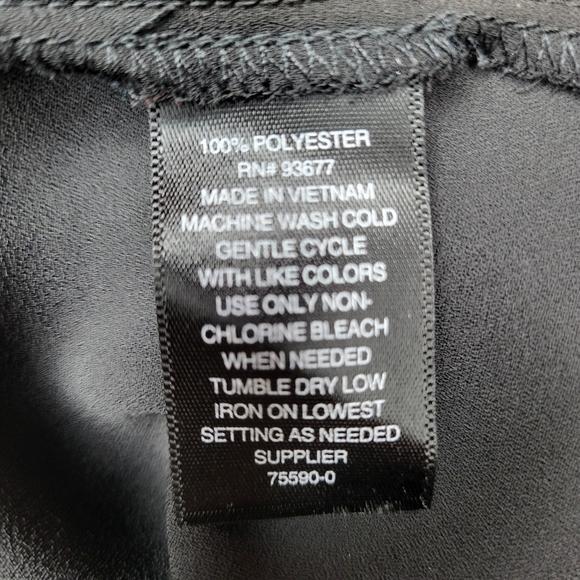 100% POLYESTER
RN# 93677
MADE IN VIETNAM
MACHINE WASH COLD
GENTLE CYCLE
WITH LIKE COLORS
USE ONLY NON-
CHLORINE BLEACH
WHEN NEEDED
TUMBLE DRY LOW
IRON ON LOWEST
SETTING AS NEEDED
SUPPLIER
75590-0